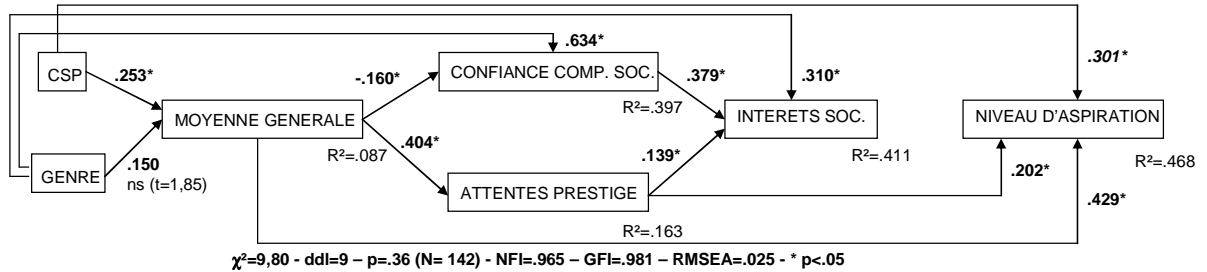 .634*
CSP
.253*
-.160*
CONFIANCE COMP. SOC.
.379*
.310*
.301*
R²=.397
MOYENNE GENERALE
INTERETS SOC.
NIVEAU D'ASPIRATION
R²=.087
.404*
.139*
R²=.411
R²=.468
GENRE
.150
ns (t=1,85)
ATTENTES PRESTIGE
.202*
.429*
R²=.163
χ²=9,80 - ddl=9 – p=.36 (N= 142) - NFI=.965 – GFI=.981 – RMSEA=.025 - * p<.05